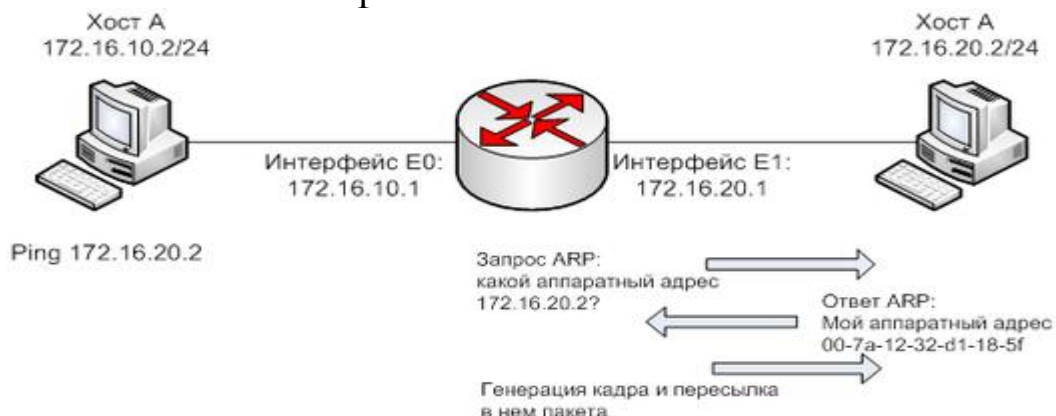 Хост А
172.16.10.2/24
Хост А
172.16.20.2/24
Интерфейс E0:
172.16.10.1
Интерфейс E1:
172.16.20.1
Ping 172.16.20.2
Запрос ARP:
какой аппаратный адрес
172.16.20.2?
Ответ ARP:
Мой аппаратный адрес
00-7a-12-32-d1-18-5f
Генерация кадра и пересылка
в нем пакета